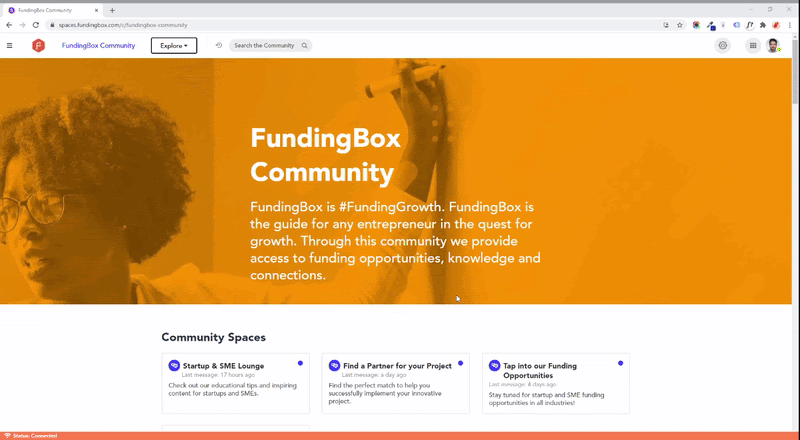 FundingBox Community
spaces.fundingbox.com/c/fundingbox-community
FundingBox Community
Explore
Search the Community
FundingBox
Community
FundingBox is #FundingGrowth. FundingBox is
the guide for any entrepreneur in the quest for
growth. Through this community we provide
access to funding opportunities, knowledge and
connections.
Community Spaces
Startup & SME Lounge
Last message: 17 hours ago
Check out our educational tips and inspiring
content for startups and SMEs.
Find a Partner for your Project
Last message: a day ago
Find the perfect match to help you
successfully implement your innovative
project.
Tap into our Funding
Opportunities
Last message: 4 days ago
Stay tuned for startup and SME funding
opportunities in all industries!
Status: Connected